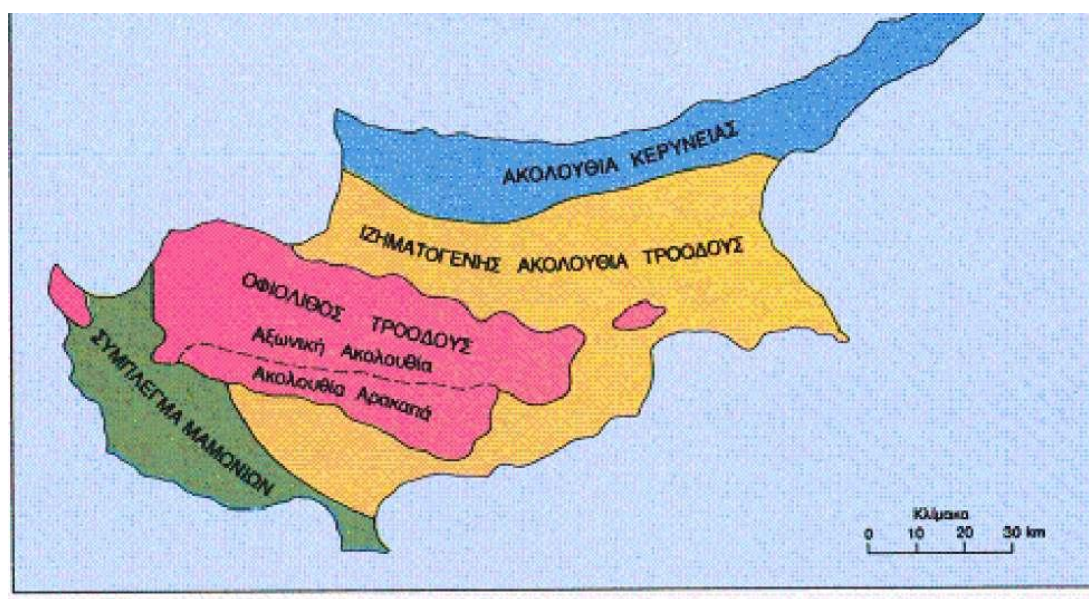 ΑΚΟΛΟΥΘΙΑ ΚΕΡΥΝΕΙΑΣ
ΙΖΗΜΑΤΟΓΕΝΗΣ ΑΚΟΛΟΥΘΙΑ ΤΡΟΟΔΟΥΣ
ΟΦΙΟΛΙΘΟΣ ΤΡΟΟΔΟΥΣ
Αξωνική Ακολουθία
Ακολουθία Αρακαπά
ΣΥΜΠΛΕΓΜΑ ΜΑΜΩΝΙΩΝ
Κλίμακα
0 10 20 30 km